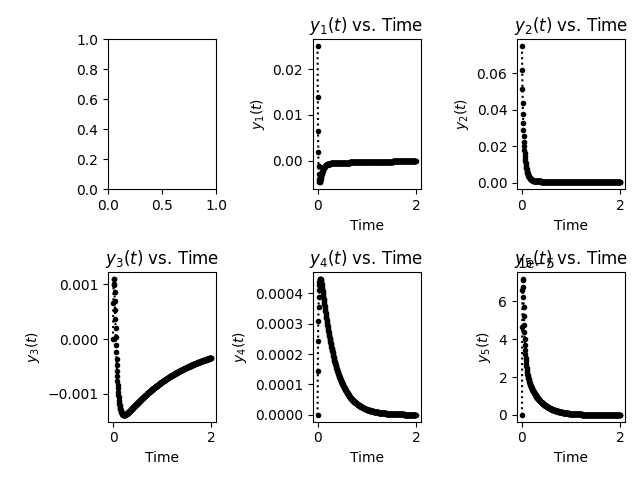 y₁(t) vs. Time
y₂(t) vs. Time
1.0
0.8
0.6
0.4
0.2
0.0
0.0 0.5 1.0
0.02
0.01
0.00
y₁(t)
0 2
Time
0.06
0.04
0.02
0.00
y₂(t)
0 2
Time
y₃(t) vs. Time
0.001
0.000
−0.001
y₃(t)
0 2
Time
y₄(t) vs. Time
0.0004
0.0003
0.0002
0.0001
0.0000
y₄(t)
0 2
Time
y₅(t) vs. Time
1e−5
6
4
2
0
y₅(t)
0 2
Time